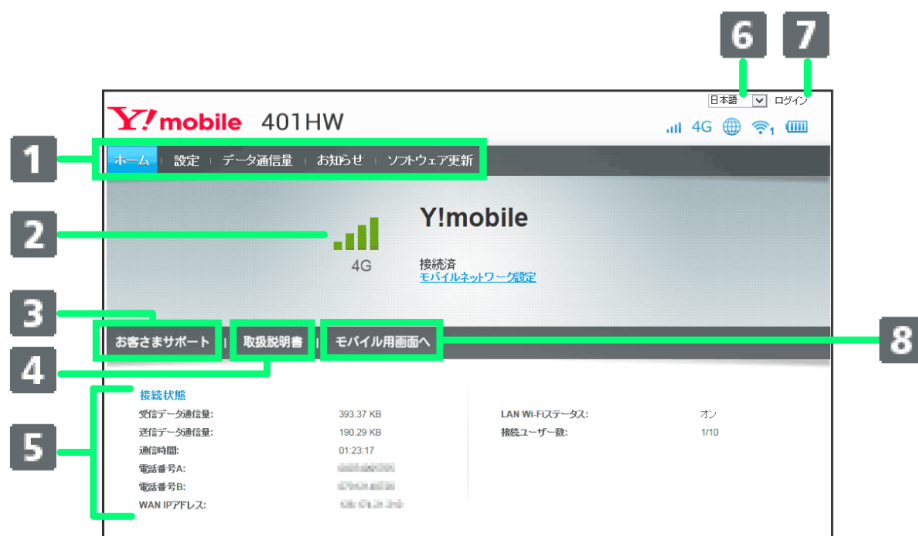 6 7
日本語 ログイン
Y!mobile 401HW
4G 1
1
ホーム 設定 データ通信量 お知らせ ソフトウェア更新
2
Y!mobile
4G
接続済
モバイルネットワーク設定
3
お客さまサポート | 取扱説明書 | モバイル用画面へ
8
4
5
接続状態
受信データ通信量: 393.37 KB LAN Wi-Fiステータス: オン
送信データ通信量: 190.29 KB 接続ユーザー数: 1/10
通信時間: 01:23:17
電話番号A:
電話番号B:
WAN IPアドレス: